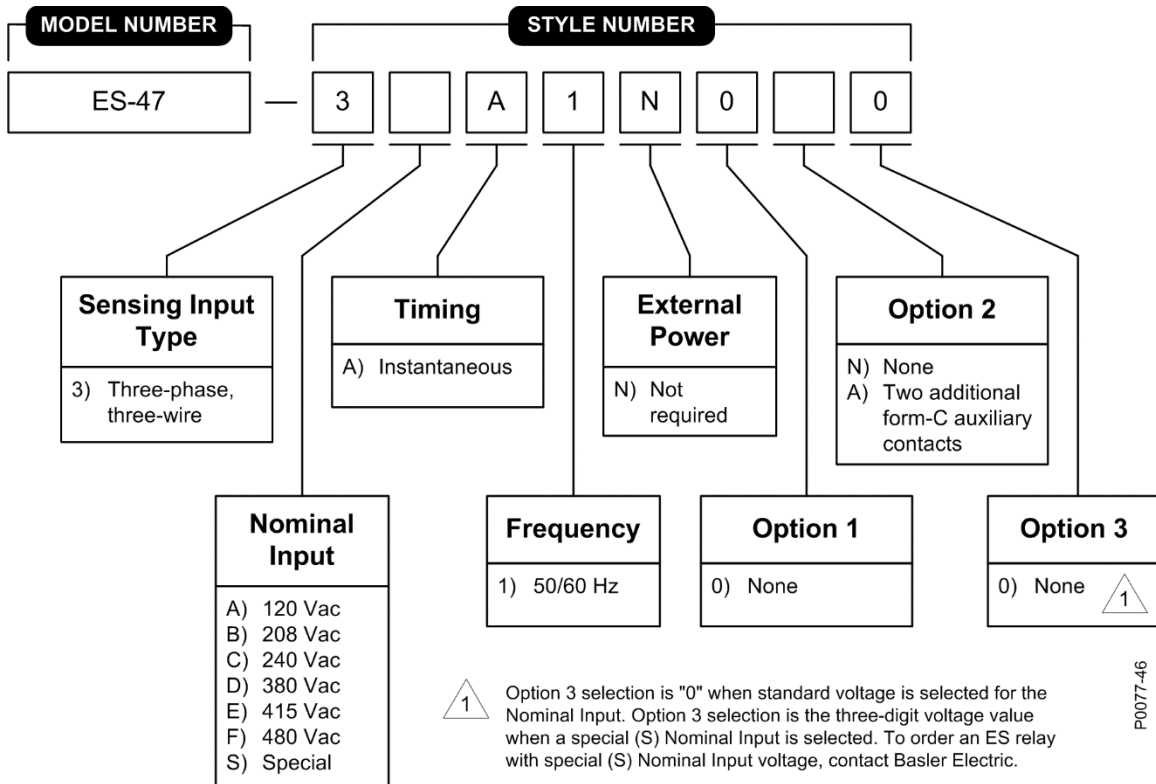 MODEL NUMBER
STYLE NUMBER
ES-47 — 3 A 1 N 0 0
Sensing Input
Type
3) Three-phase,
three-wire
Timing
A) Instantaneous
External
Power
N) Not
required
Option 2
N) None
A) Two additional
form-C auxiliary
contacts
Nominal
Input
A) 120 Vac
B) 208 Vac
C) 240 Vac
D) 380 Vac
E) 415 Vac
F) 480 Vac
S) Special
Frequency
1) 50/60 Hz
Option 1
0) None
Option 3
0) None 1
1 Option 3 selection is "0" when standard voltage is selected for the
Nominal Input. Option 3 selection is the three-digit voltage value
when a special (S) Nominal Input is selected. To order an ES relay
with special (S) Nominal Input voltage, contact Basler Electric.
P0077-46